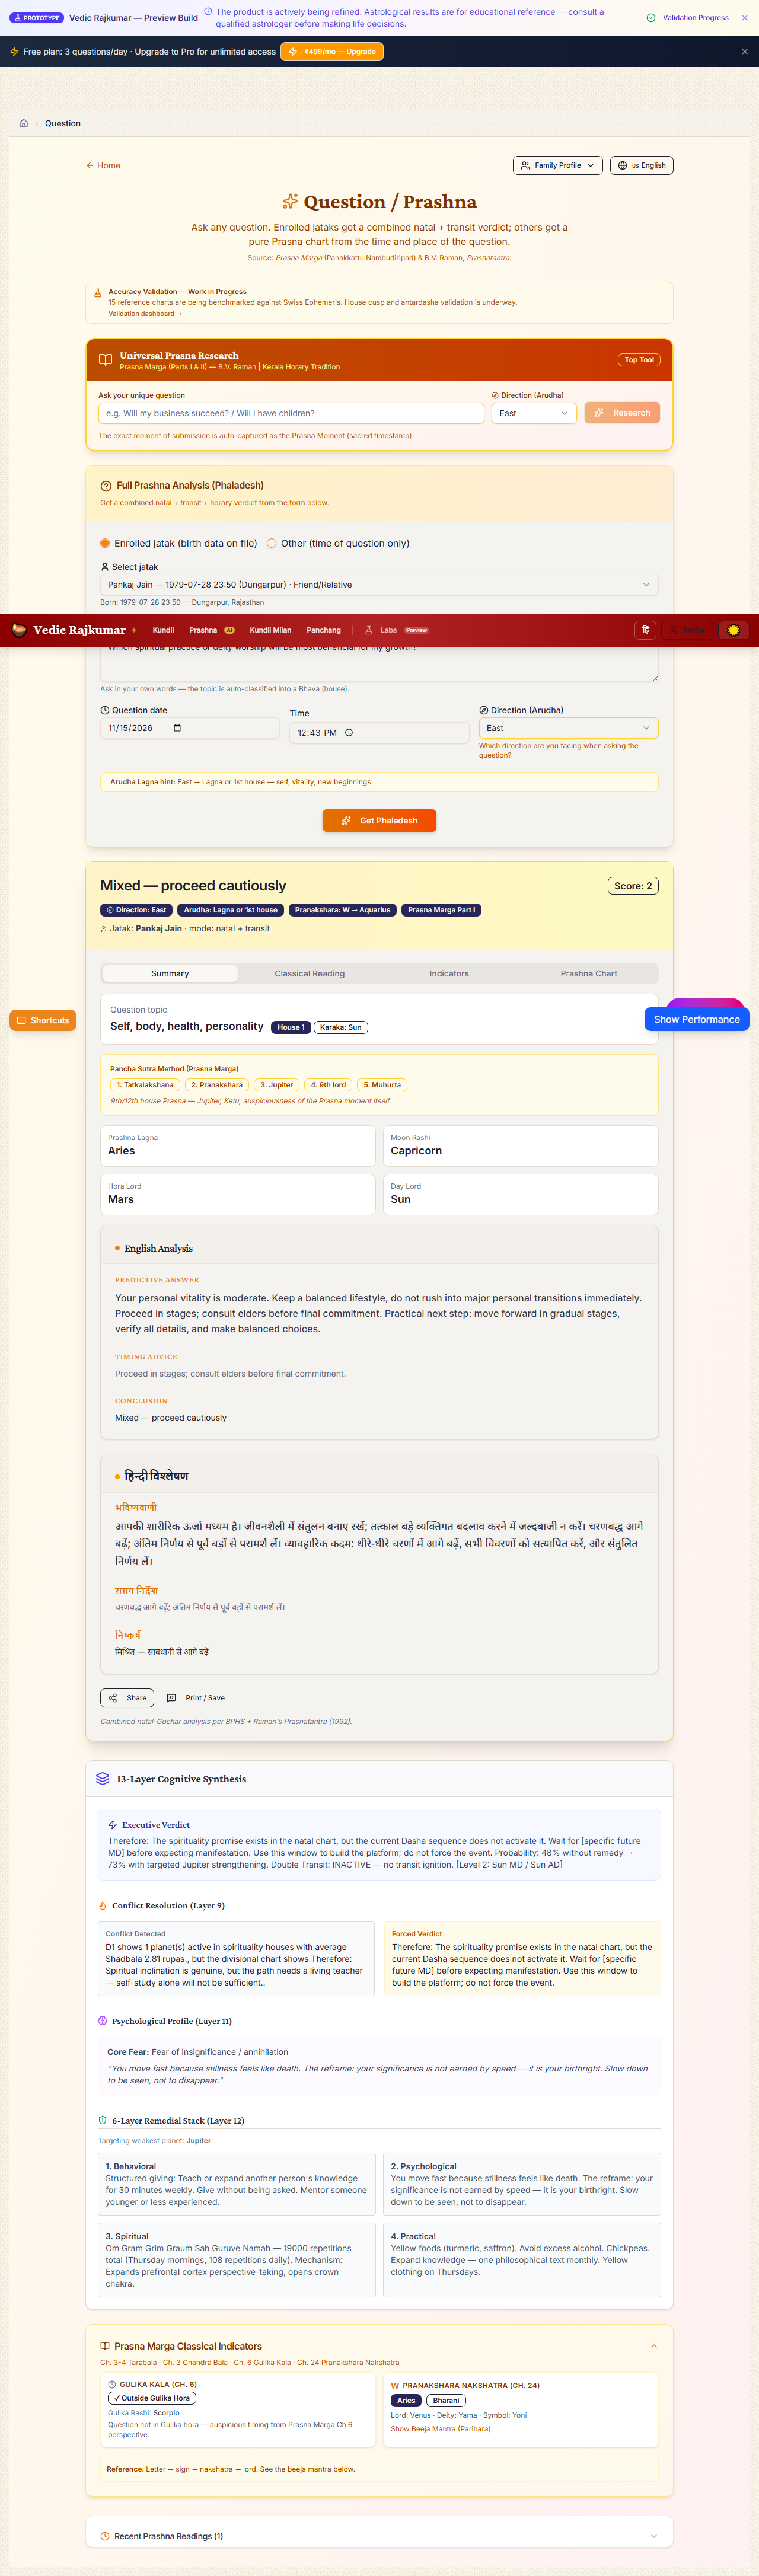 PROTOTYPE Vedic Rajkumar — Preview Build
The product is actively being refined. Astrological results are for educational reference — consult a
qualified astrologer before making life decisions.
Validation Progress
Free plan: 3 questions/day · Upgrade to Pro for unlimited access
₹499/mo — Upgrade
Question
Home
Family Profile
US English
Question / Prashna
Ask any question. Enrolled jataks get a combined natal + transit verdict; others get a
pure Prasna chart from the time and place of the question.
Source: Prasna Marga (Panakkattu Nambudiripad) & B.V. Raman, Prasnatantra.
Accuracy Validation — Work in Progress
15 reference charts are being benchmarked against Swiss Ephemeris. House cusp and antardasha validation is underway.
Validation dashboard →
Universal Prasna Research
Prasna Marga (Parts I & II) — B.V. Raman | Kerala Horary Tradition
Top Tool
Ask your unique question
Direction (Arudha)
e.g. Will my business succeed? / Will I have children?
East
Research
The exact moment of submission is auto-captured as the Prasna Moment (sacred timestamp).
Full Prashna Analysis (Phaladesh)
Get a combined natal + transit + horary verdict from the form below.
Enrolled jatak (birth data on file)
Other (time of question only)
Select jatak
Pankaj Jain — 1979-07-28 23:50 (Dungarpur) · Friend/Relative
Born: 1979-07-28 23:50 — Dungarpur, Rajasthan
Vedic Rajkumar
Kundli
Prashna AI
Kundli Milan
Panchang
Labs Preview
हिं
Profile
Which spiritual practice or deity worship will be most beneficial for my growth?
Ask in your own words — the topic is auto-classified into a Bhava (house).
Question date
Time
Direction (Arudha)
11/15/2026
12:43 PM
East
Which direction are you facing when asking the
question?
Arudha Lagna hint: East → Lagna or 1st house — self, vitality, new beginnings
Get Phaladesh
Mixed — proceed cautiously
Score: 2
Direction: East
Arudha: Lagna or 1st house
Pranakshara: W → Aquarius
Prasna Marga Part I
Jatak: Pankaj Jain · mode: natal + transit
Summary
Classical Reading
Indicators
Prashna Chart
Question topic
Self, body, health, personality
House 1
Karaka: Sun
Shortcuts
Show Performance
Pancha Sutra Method (Prasna Marga)
1. Tatkalakshana
2. Pranakshara
3. Jupiter
4. 9th lord
5. Muhurta
9th/12th house Prasna — Jupiter, Ketu; auspiciousness of the Prasna moment itself.
Prashna Lagna
Aries
Moon Rashi
Capricorn
Hora Lord
Mars
Day Lord
Sun
English Analysis
PREDICTIVE ANSWER
Your personal vitality is moderate. Keep a balanced lifestyle, do not rush into major personal transitions immediately.
Proceed in stages; consult elders before final commitment. Practical next step: move forward in gradual stages,
verify all details, and make balanced choices.
TIMING ADVICE
Proceed in stages; consult elders before final commitment.
CONCLUSION
Mixed — proceed cautiously
हिन्दी विश्लेषण
भविष्यवाणी
आपकी शारीरिक ऊर्जा मध्यम है। जीवनशैली में संतुलन बनाए रखें; तत्काल बड़े व्यक्तिगत बदलाव करने में जल्दबाजी न करें। चरणबद्ध आगे
बढ़ें; अंतिम निर्णय से पूर्व बड़ों से परामर्श लें। व्यावहारिक कदम: धीरे-धीरे चरणों में आगे बढ़ें, सभी विवरणों को सत्यापित करें, और संतुलित
निर्णय लें।
समय निर्देश
चरणबद्ध आगे बढ़ें; अंतिम निर्णय से पूर्व बड़ों से परामर्श लें।
निष्कर्ष
मिश्रित — सावधानी से आगे बढ़ें
Share
Print / Save
Combined natal-Gochar analysis per BPHS + Raman's Prasnatantra (1992).
13-Layer Cognitive Synthesis
Executive Verdict
Therefore: The spirituality promise exists in the natal chart, but the current Dasha sequence does not activate it. Wait for [specific future
MD] before expecting manifestation. Use this window to build the platform; do not force the event. Probability: 48% without remedy →
73% with targeted Jupiter strengthening. Double Transit: INACTIVE — no transit ignition. [Level 2: Sun MD / Sun AD]
Conflict Resolution (Layer 9)
Conflict Detected
D1 shows 1 planet(s) active in spirituality houses with average
Shadbala 2.81 rupas., but the divisional chart shows Therefore:
Spiritual inclination is genuine, but the path needs a living teacher
— self-study alone will not be sufficient..
Forced Verdict
Therefore: The spirituality promise exists in the natal chart, but the
current Dasha sequence does not activate it. Wait for [specific
future MD] before expecting manifestation. Use this window to
build the platform; do not force the event.
Psychological Profile (Layer 11)
Core Fear: Fear of insignificance / annihilation
"You move fast because stillness feels like death. The reframe: your significance is not earned by speed — it is your birthright. Slow down
to be seen, not to disappear."
6-Layer Remedial Stack (Layer 12)
Targeting weakest planet: Jupiter
1. Behavioral
Structured giving: Teach or expand another person's knowledge
for 30 minutes weekly. Give without being asked. Mentor someone
younger or less experienced.
2. Psychological
You move fast because stillness feels like death. The reframe: your
significance is not earned by speed — it is your birthright. Slow
down to be seen, not to disappear.
3. Spiritual
Om Gram Grim Graum Sah Guruve Namah — 19000 repetitions
total (Thursday mornings, 108 repetitions daily). Mechanism:
Expands prefrontal cortex perspective-taking, opens crown
chakra.
4. Practical
Yellow foods (turmeric, saffron). Avoid excess alcohol. Chickpeas.
Expand knowledge — one philosophical text monthly. Yellow
clothing on Thursdays.
Prasna Marga Classical Indicators
Ch. 3-4 Tarabala · Ch. 3 Chandra Bala · Ch. 6 Gulika Kala · Ch. 24 Pranakshara Nakshatra
GULIKA KALA (CH. 6)
✓ Outside Gulika Hora
Gulika Rashi: Scorpio
Question not in Gulika hora — auspicious timing from Prasna Marga Ch.6
perspective.
W PRANAKSHARA NAKSHATRA (CH. 24)
Aries
Bharani
Lord: Venus · Deity: Yama · Symbol: Yoni
Show Beeja Mantra (Parihara)
Reference: Letter → sign → nakshatra → lord. See the beeja mantra below.
Recent Prashna Readings (1)